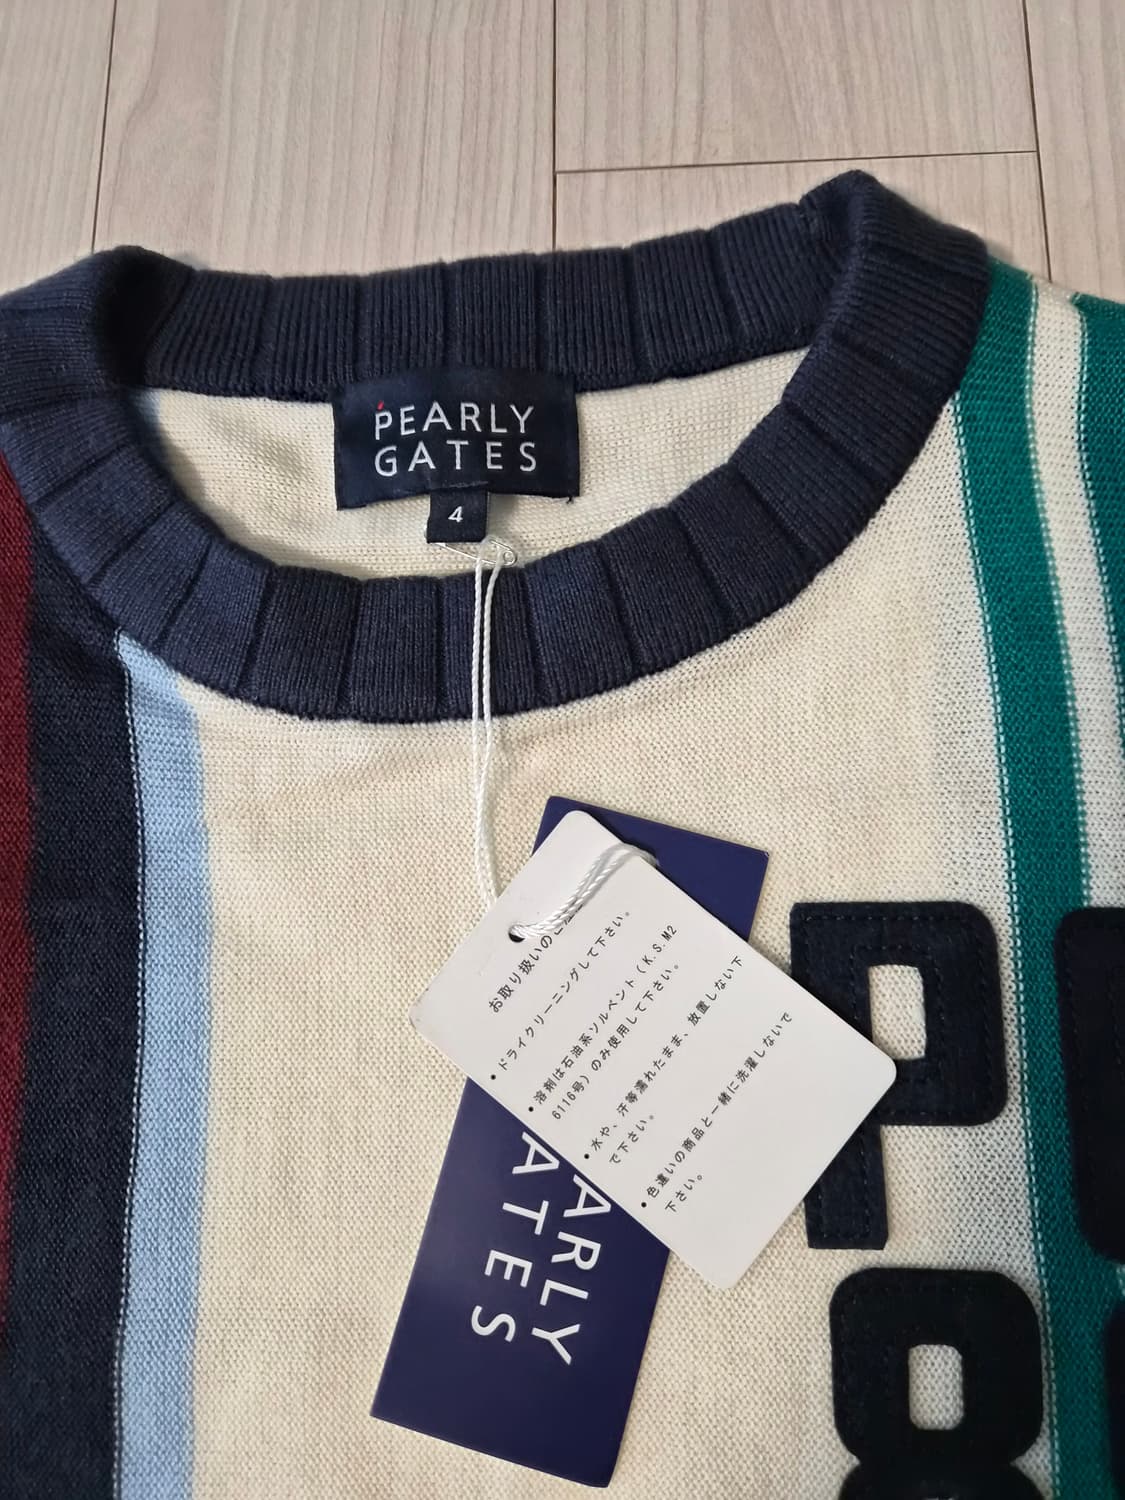 PEARLY
GATES
4
お取り扱いのご注
・ドライクリーニングして下さい。
・溶剤は石油系ソルベント（K.S.M2
6116号）のみ使用して下さい。
・水や、汗等濡れたまま、放置しない下
で下さい。
・色違いの商品と一緒に洗濯しないで
下さい。
ARLY
ATES
P
8